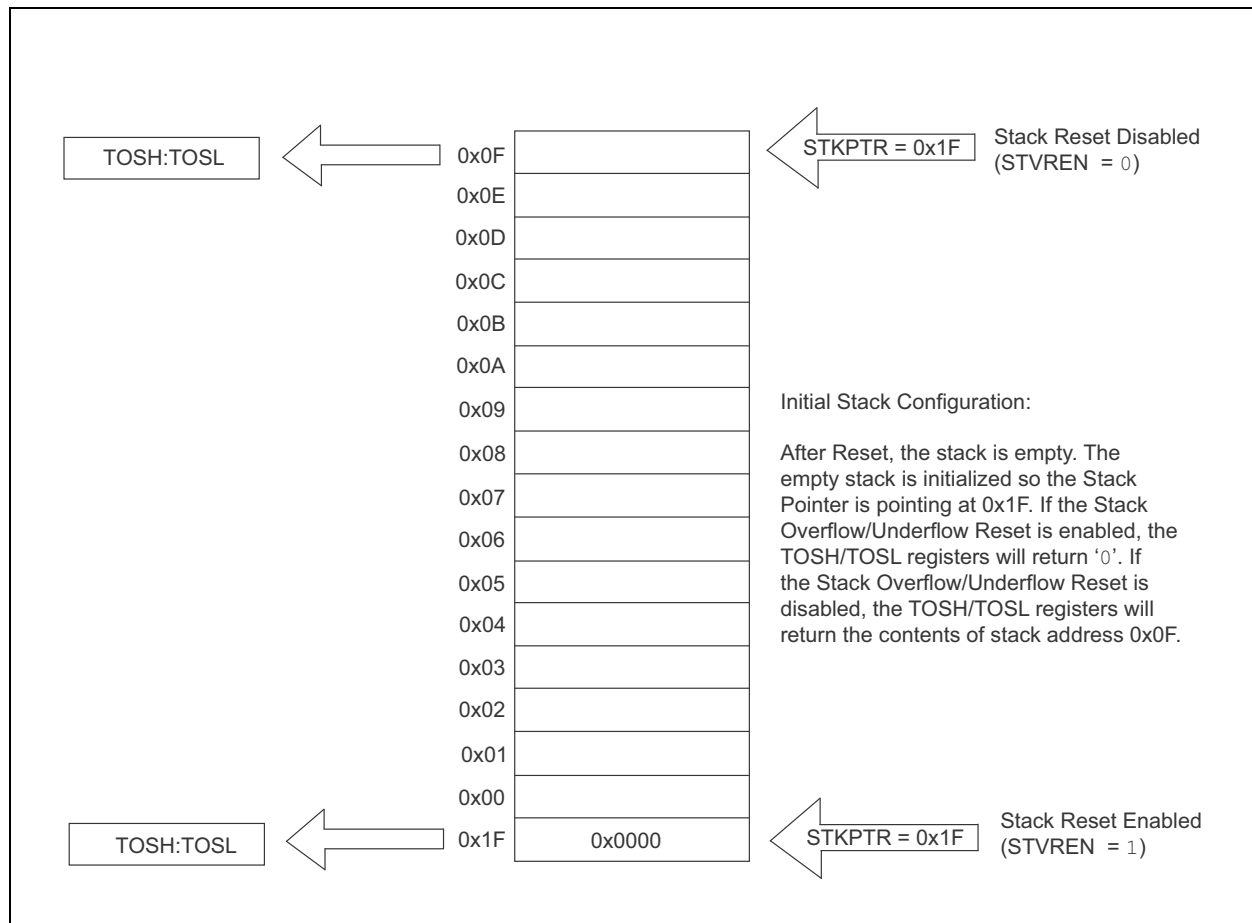 TOSH:TOSL
0x0F
STKPTR = 0x1F
Stack Reset Disabled
(STVREN = 0)
0x0E
0x0D
0x0C
0x0B
0x0A
0x09
0x08
0x07
0x06
0x05
0x04
0x03
0x02
0x01
0x00
Initial Stack Configuration:
After Reset, the stack is empty. The
empty stack is initialized so the Stack
Pointer is pointing at 0x1F. If the Stack
Overflow/Underflow Reset is enabled, the
TOSH/TOSL registers will return ‘0’. If
the Stack Overflow/Underflow Reset is
disabled, the TOSH/TOSL registers will
return the contents of stack address 0x0F.
TOSH:TOSL
0x1F
0x0000
STKPTR = 0x1F
Stack Reset Enabled
(STVREN = 1)